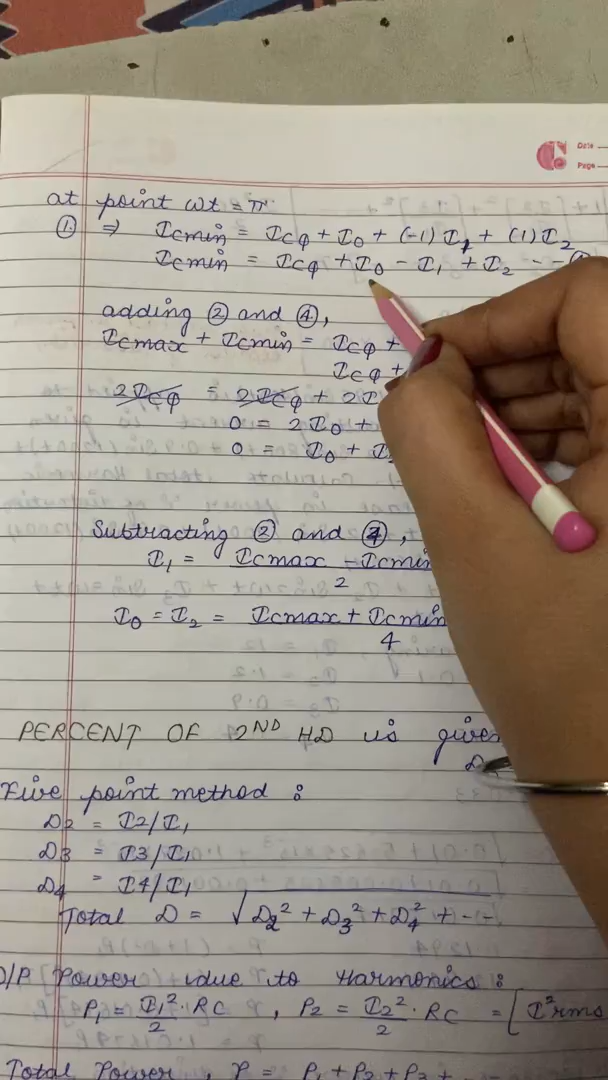 Date
Page
at point ωt = π
① ⇒ Icmin = ICQ + I0 + (-1) I1 + (1) I2
Icmin = ICQ + I0 - I1 + I2 - - ④
adding ② and ④,
Icmax + Icmin = ICQ +
ICQ +
2ICQ = 2ICQ + 2I
0 = 2I0 +
0 = I0 + I
Subtracting ② and ④,
I1 = Icmax - Icmin
2
I0 = I2 = Icmax + Icmin
4
PERCENT OF 2ND HD is given
D
Five point method :
D2 = I2/I1
D3 = I3/I1
D4 = I4/I1
Total D = √D2² + D3² + D4² + - -
O/P Power due to Harmonics :
P1 = I1²/2 · RC , P2 = I2²/2 · RC = [I²rms
Total Power , P = P1 + P2 + P3 +